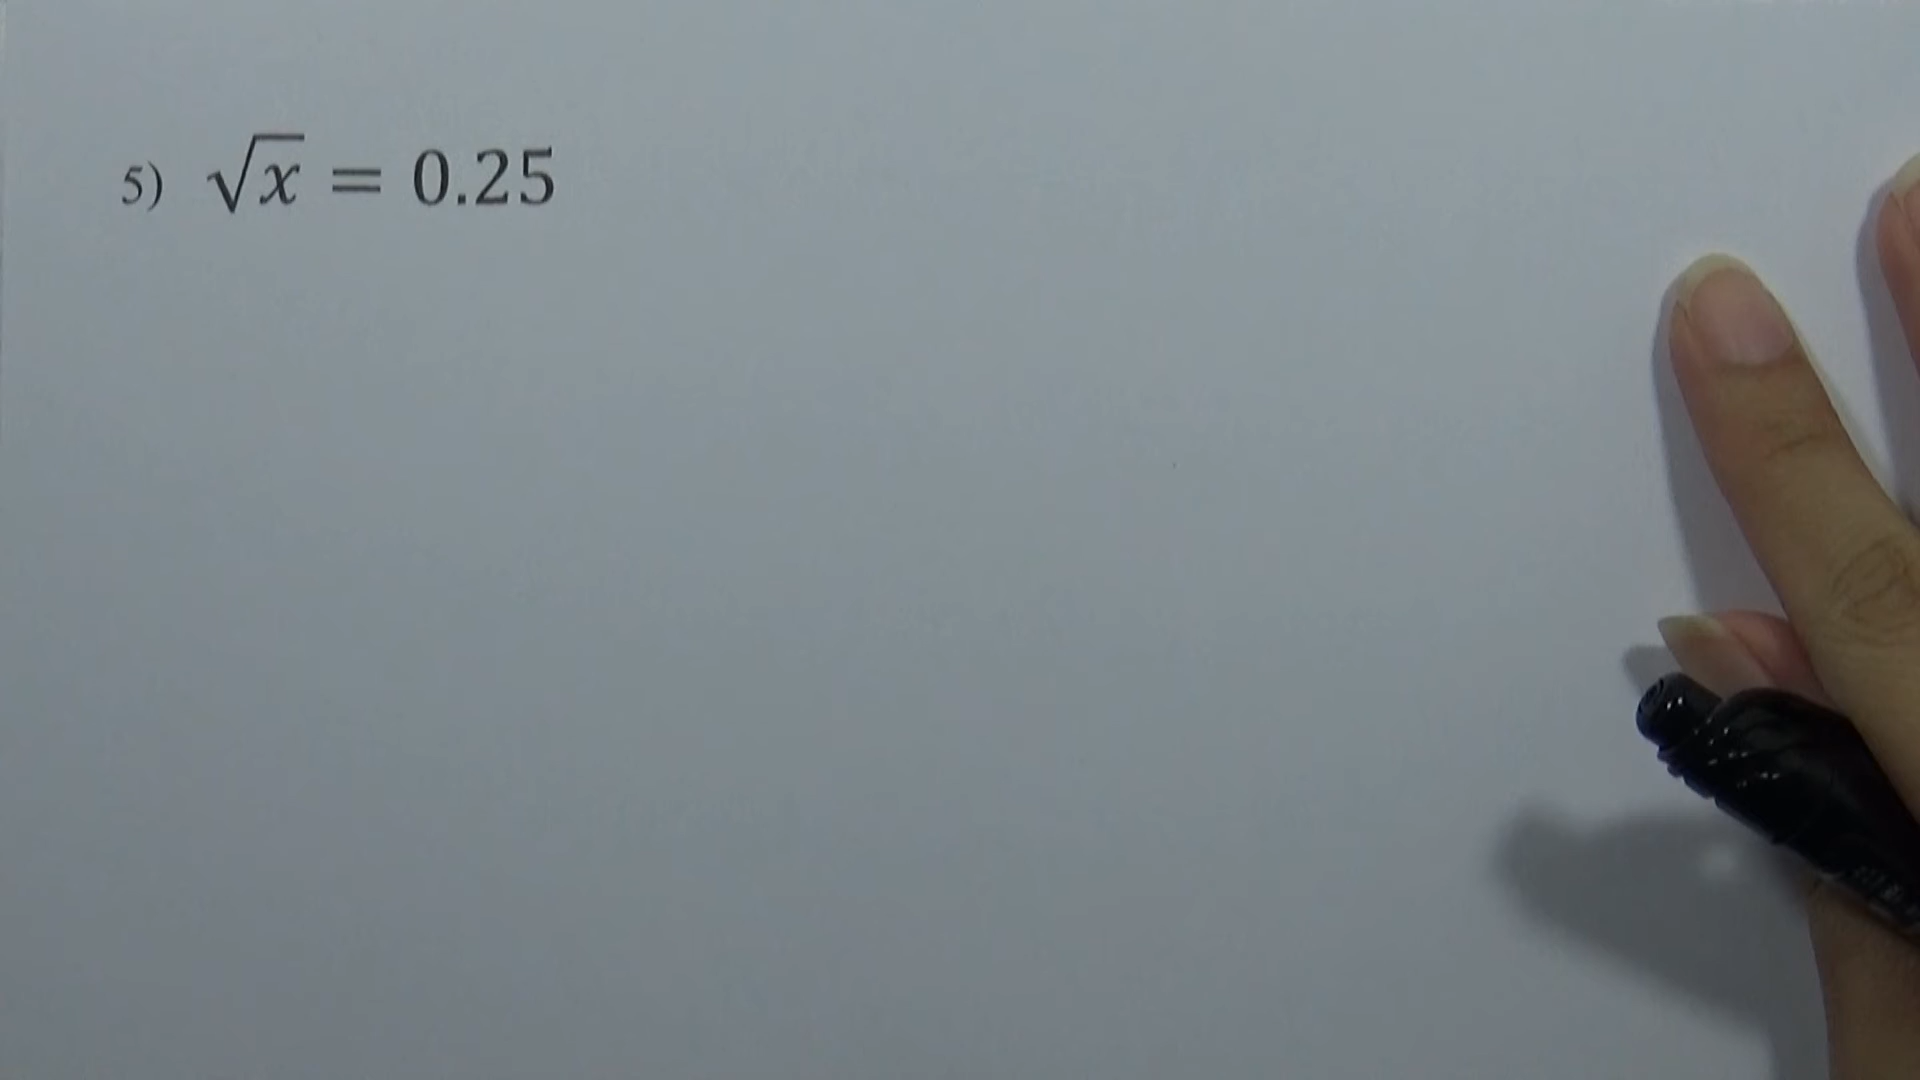 5) √x = 0.25